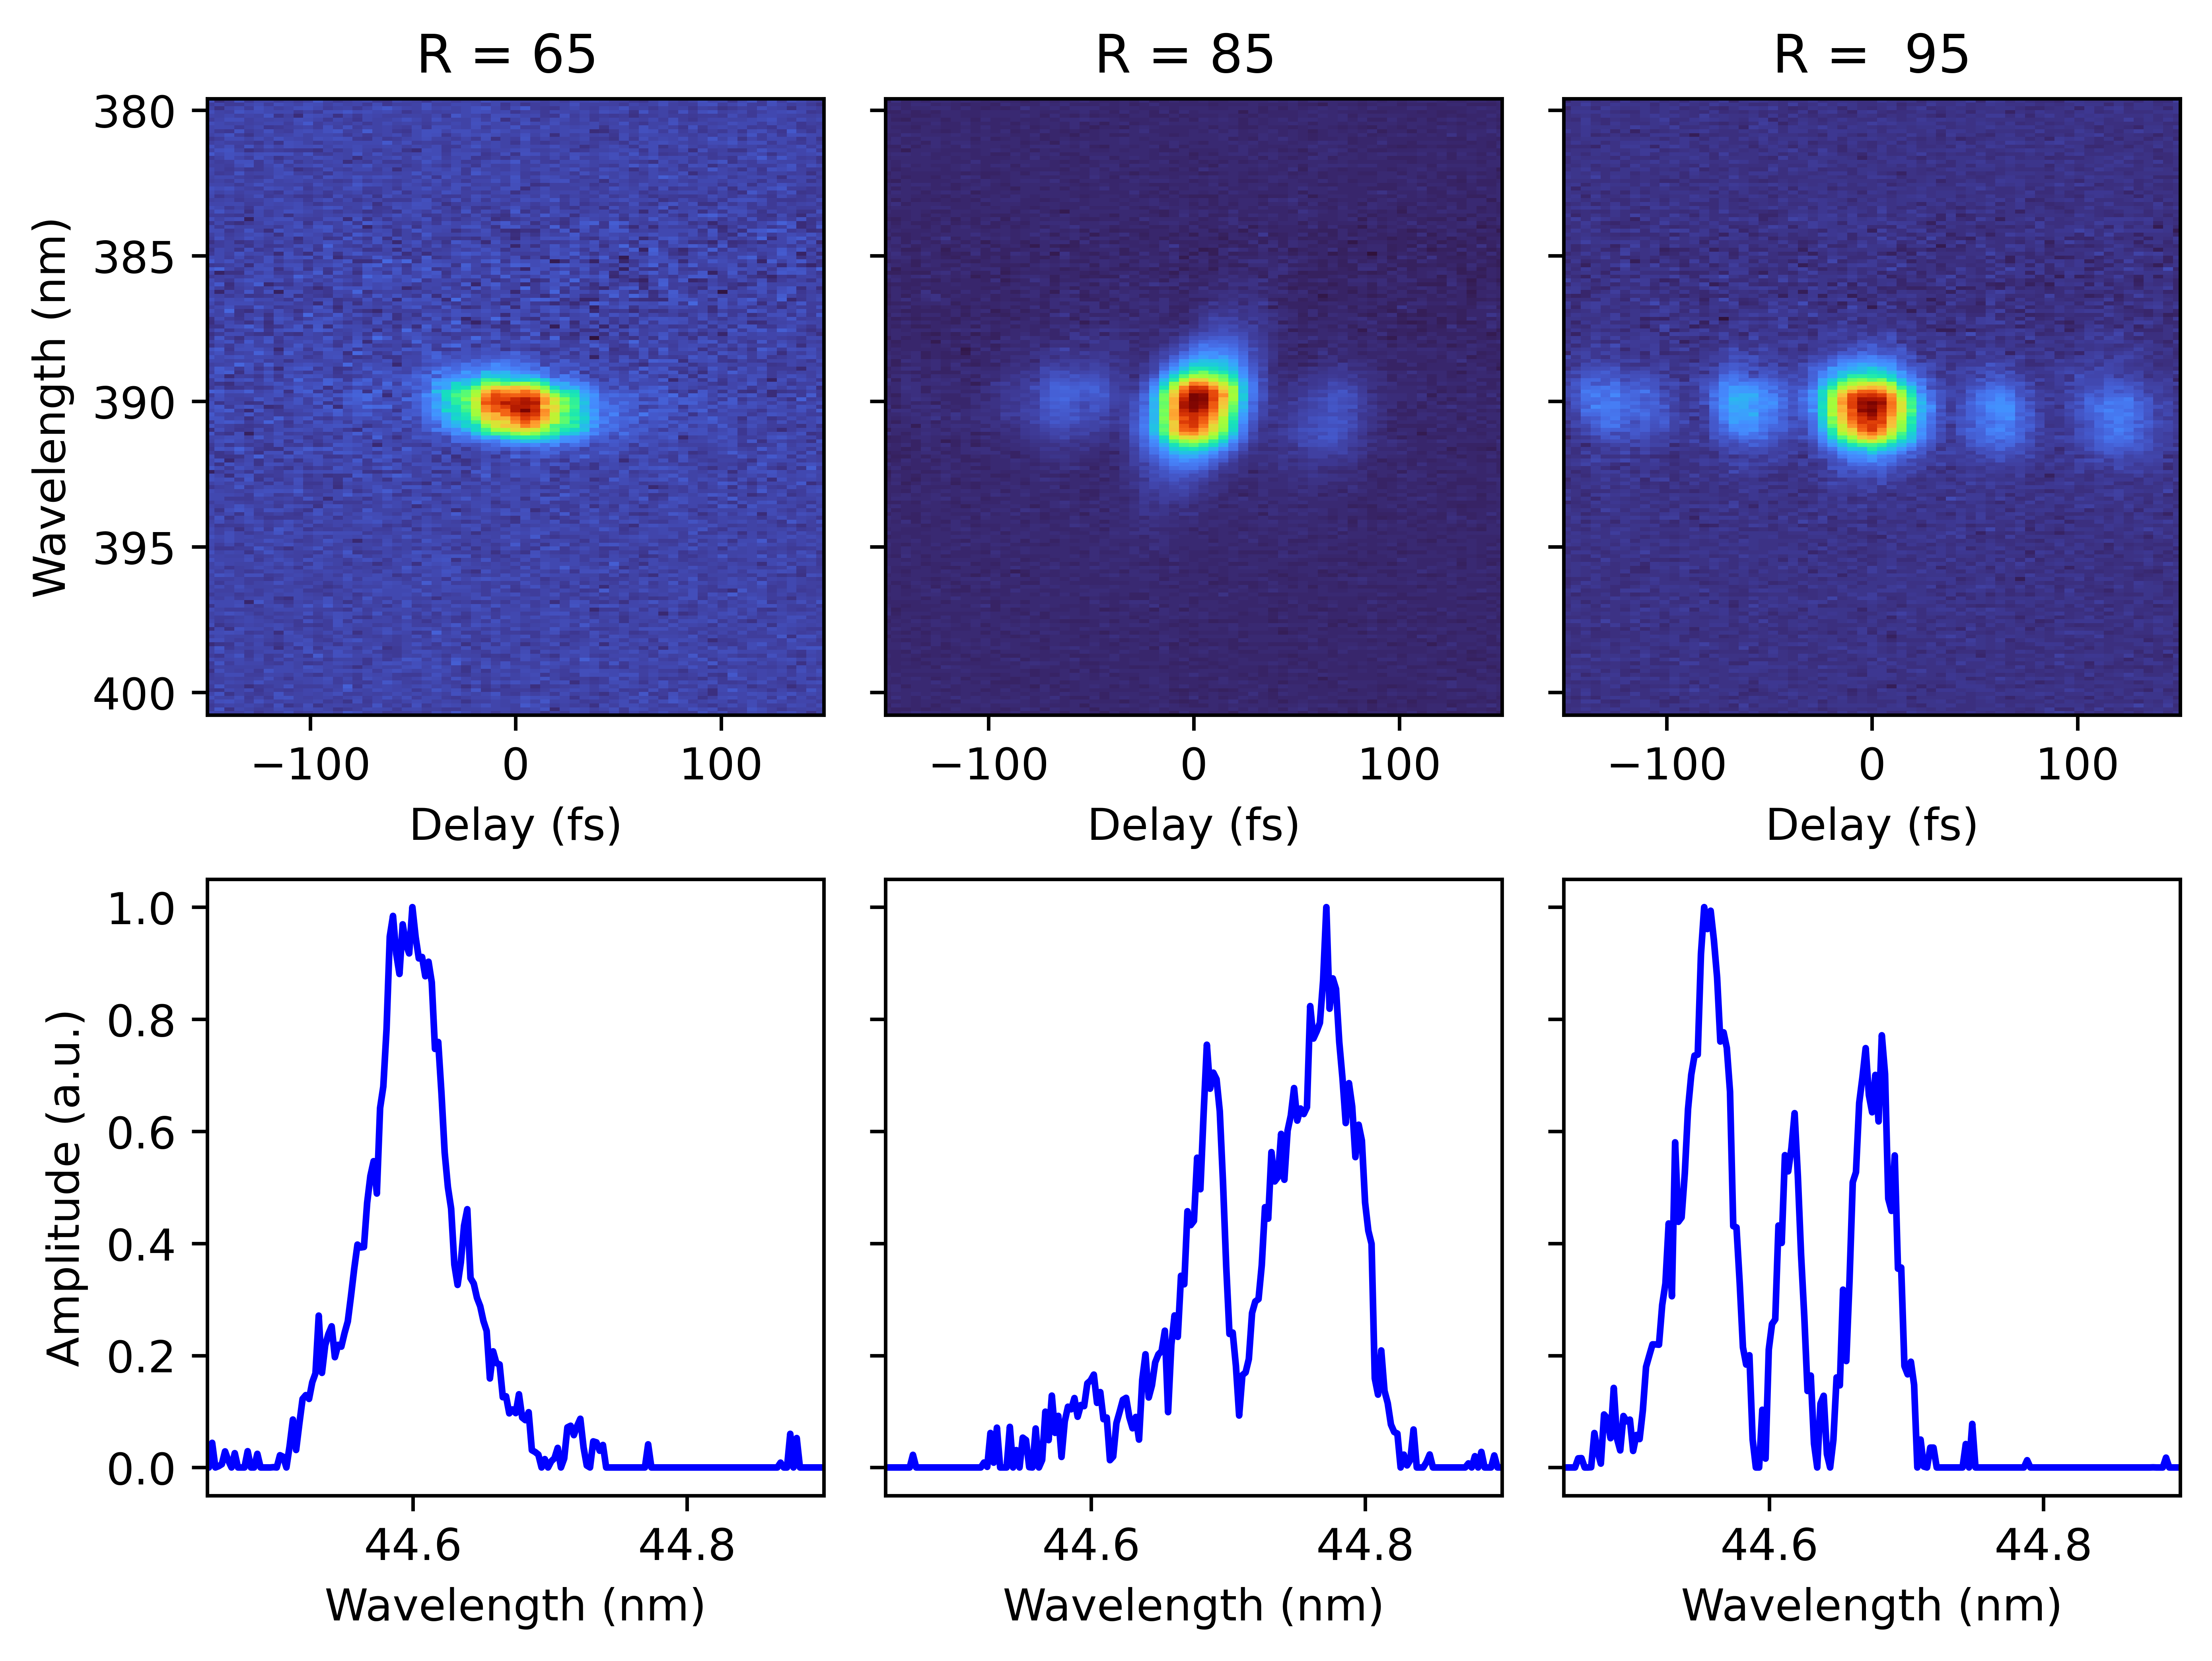 R = 65
R = 85
R =  95
Wavelength (nm)
380
385
390
395
400
−100
0
100
−100
0
100
−100
0
100
Delay (fs)
Delay (fs)
Delay (fs)
Amplitude (a.u.)
1.0
0.8
0.6
0.4
0.2
0.0
44.6
44.8
44.6
44.8
44.6
44.8
Wavelength (nm)
Wavelength (nm)
Wavelength (nm)